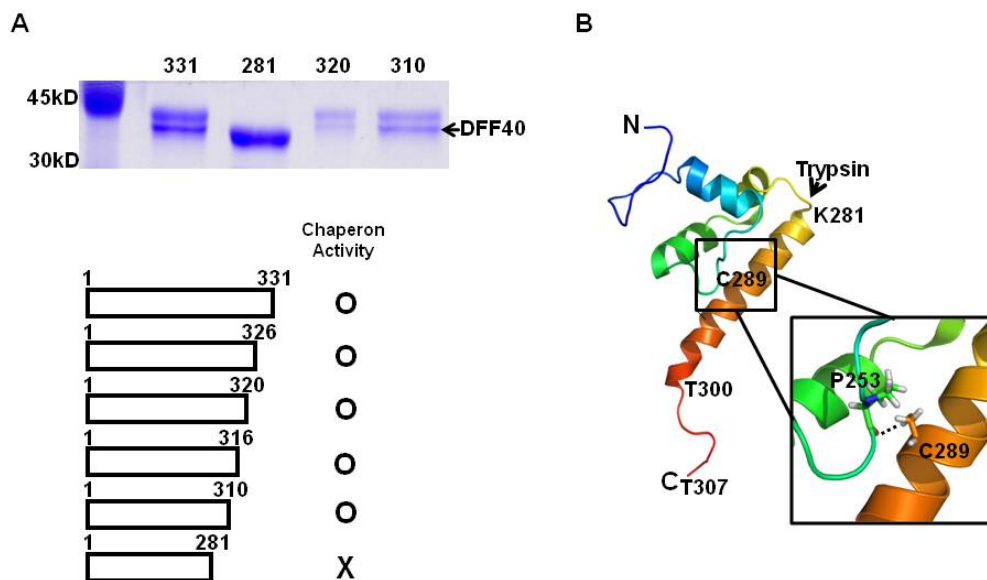 A
331 281 320 310
45kD
DFF40
30kD
Chaperon
Activity
1 331
O
1 326
O
1 320
O
1 316
O
1 310
O
1 281
X
B
N
Trypsin
K281
C289
T300
C T307
P253
C289